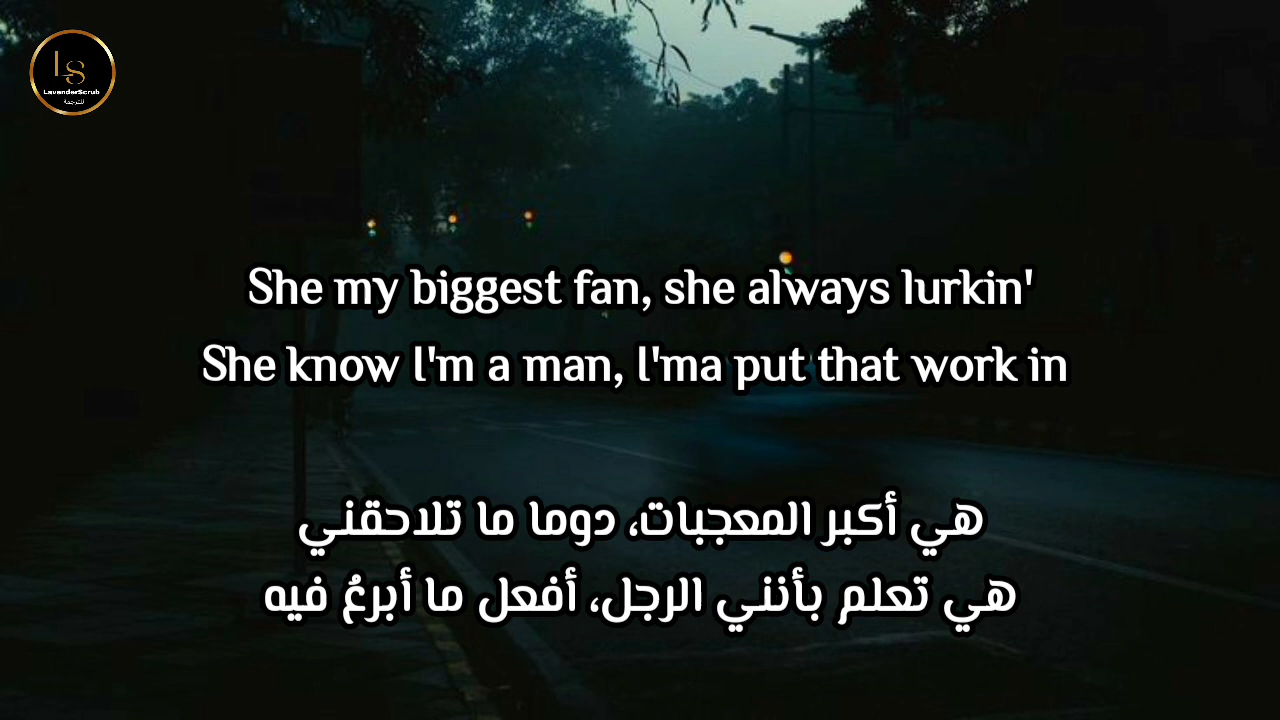 LS
LavenderScrub
للترجمة
She my biggest fan, she always lurkin'
She know I'm a man, I'ma put that work in
هي أكبر المعجبات، دوما ما تلاحقني
هي تعلم بأنني الرجل، أفعل ما أبرعُ فيه